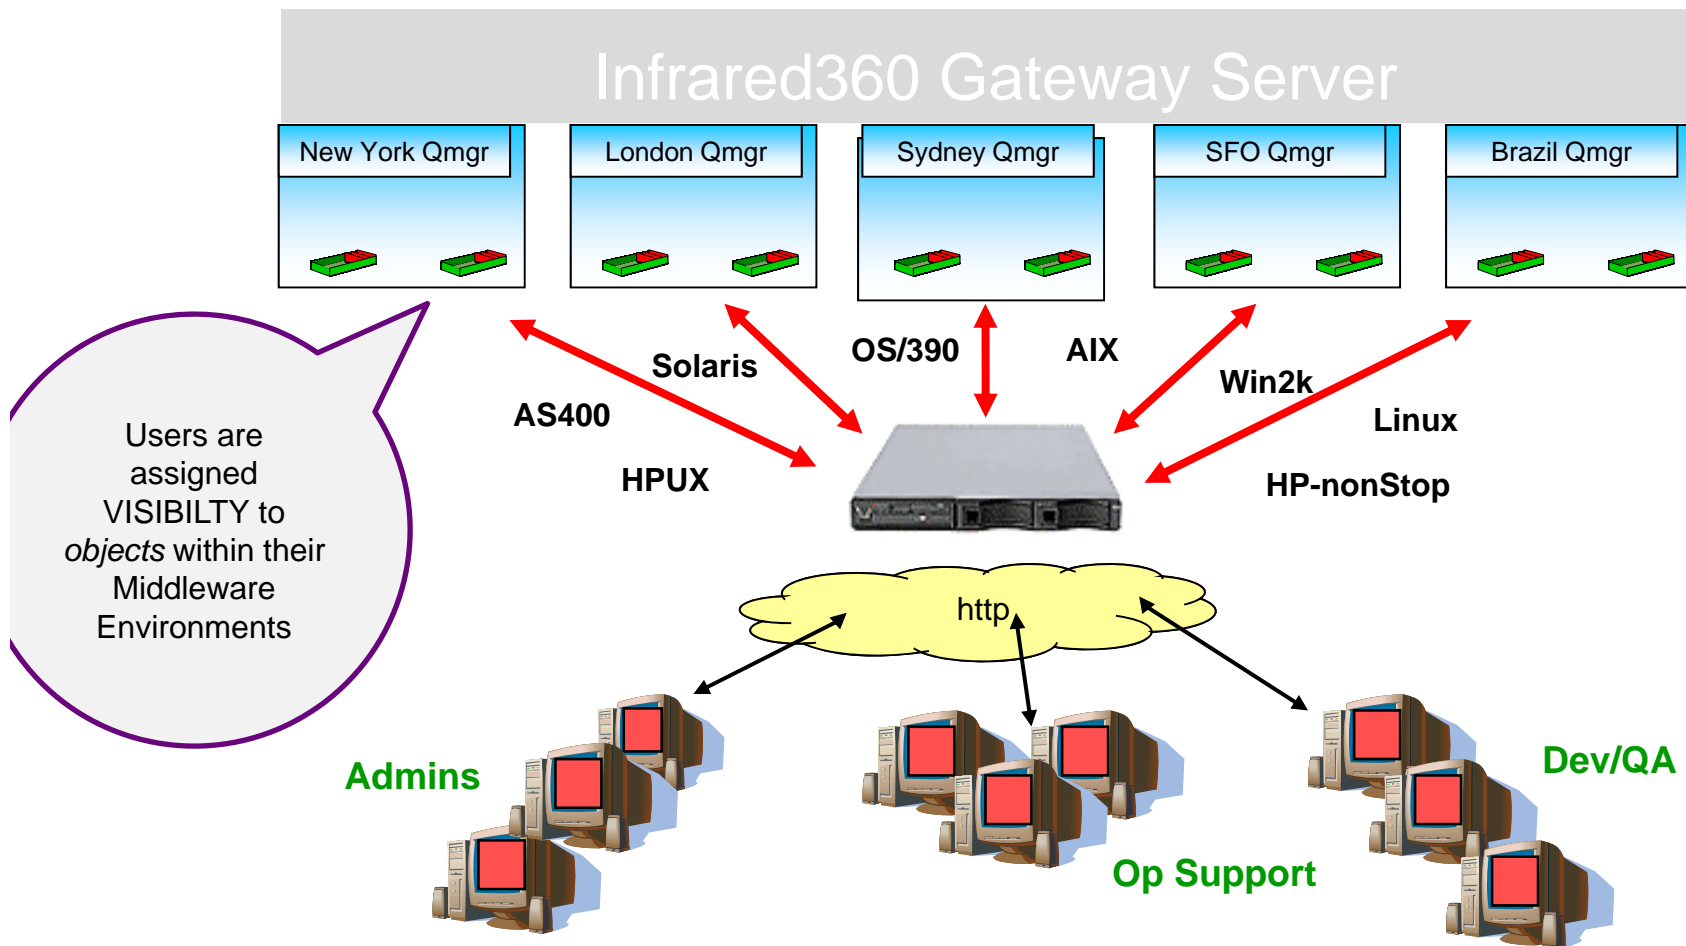 Infrared360 Gateway Server
New York Qmgr
London Qmgr
Sydney Qmgr
SFO Qmgr
Brazil Qmgr
Solaris
OS/390
AIX
Win2k
AS400
Linux
HPUX
HP-nonStop
Users are
assigned
VISIBILTY to
objects within their
Middleware
Environments
http
Admins
Op Support
Dev/QA